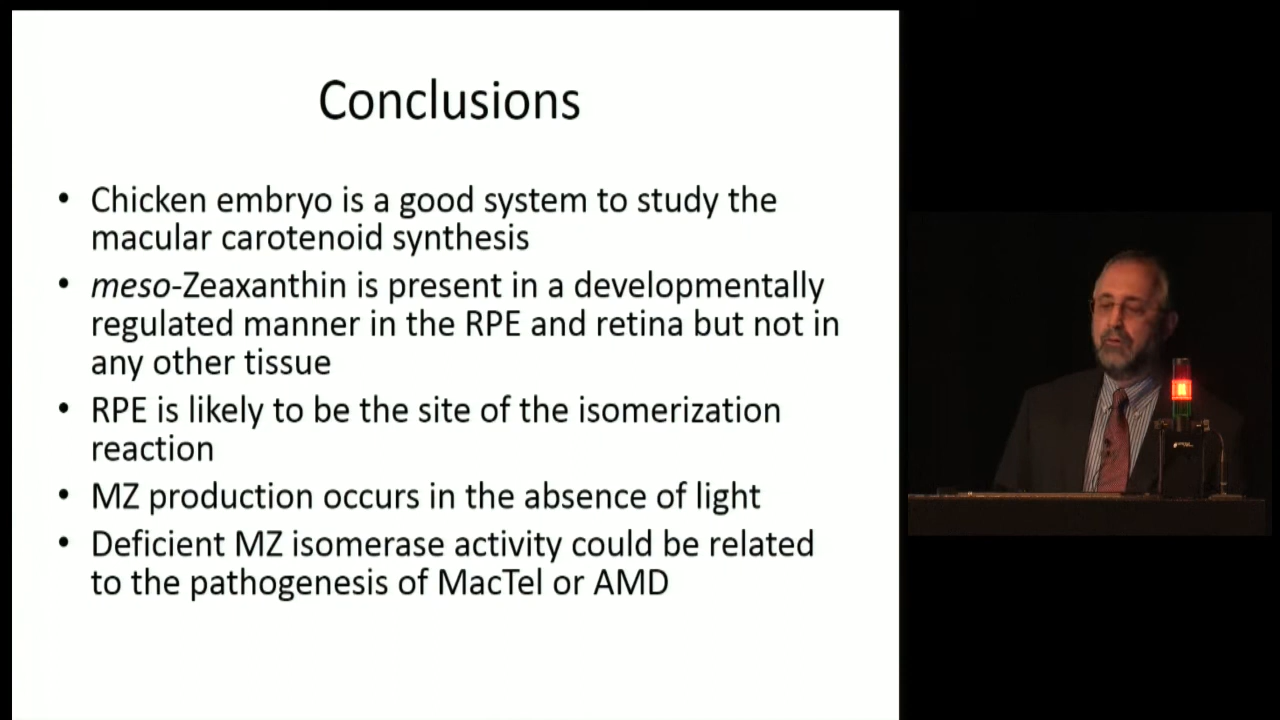 Conclusions
• Chicken embryo is a good system to study the
macular carotenoid synthesis
• meso-Zeaxanthin is present in a developmentally
regulated manner in the RPE and retina but not in
any other tissue
• RPE is likely to be the site of the isomerization
reaction
• MZ production occurs in the absence of light
• Deficient MZ isomerase activity could be related
to the pathogenesis of MacTel or AMD